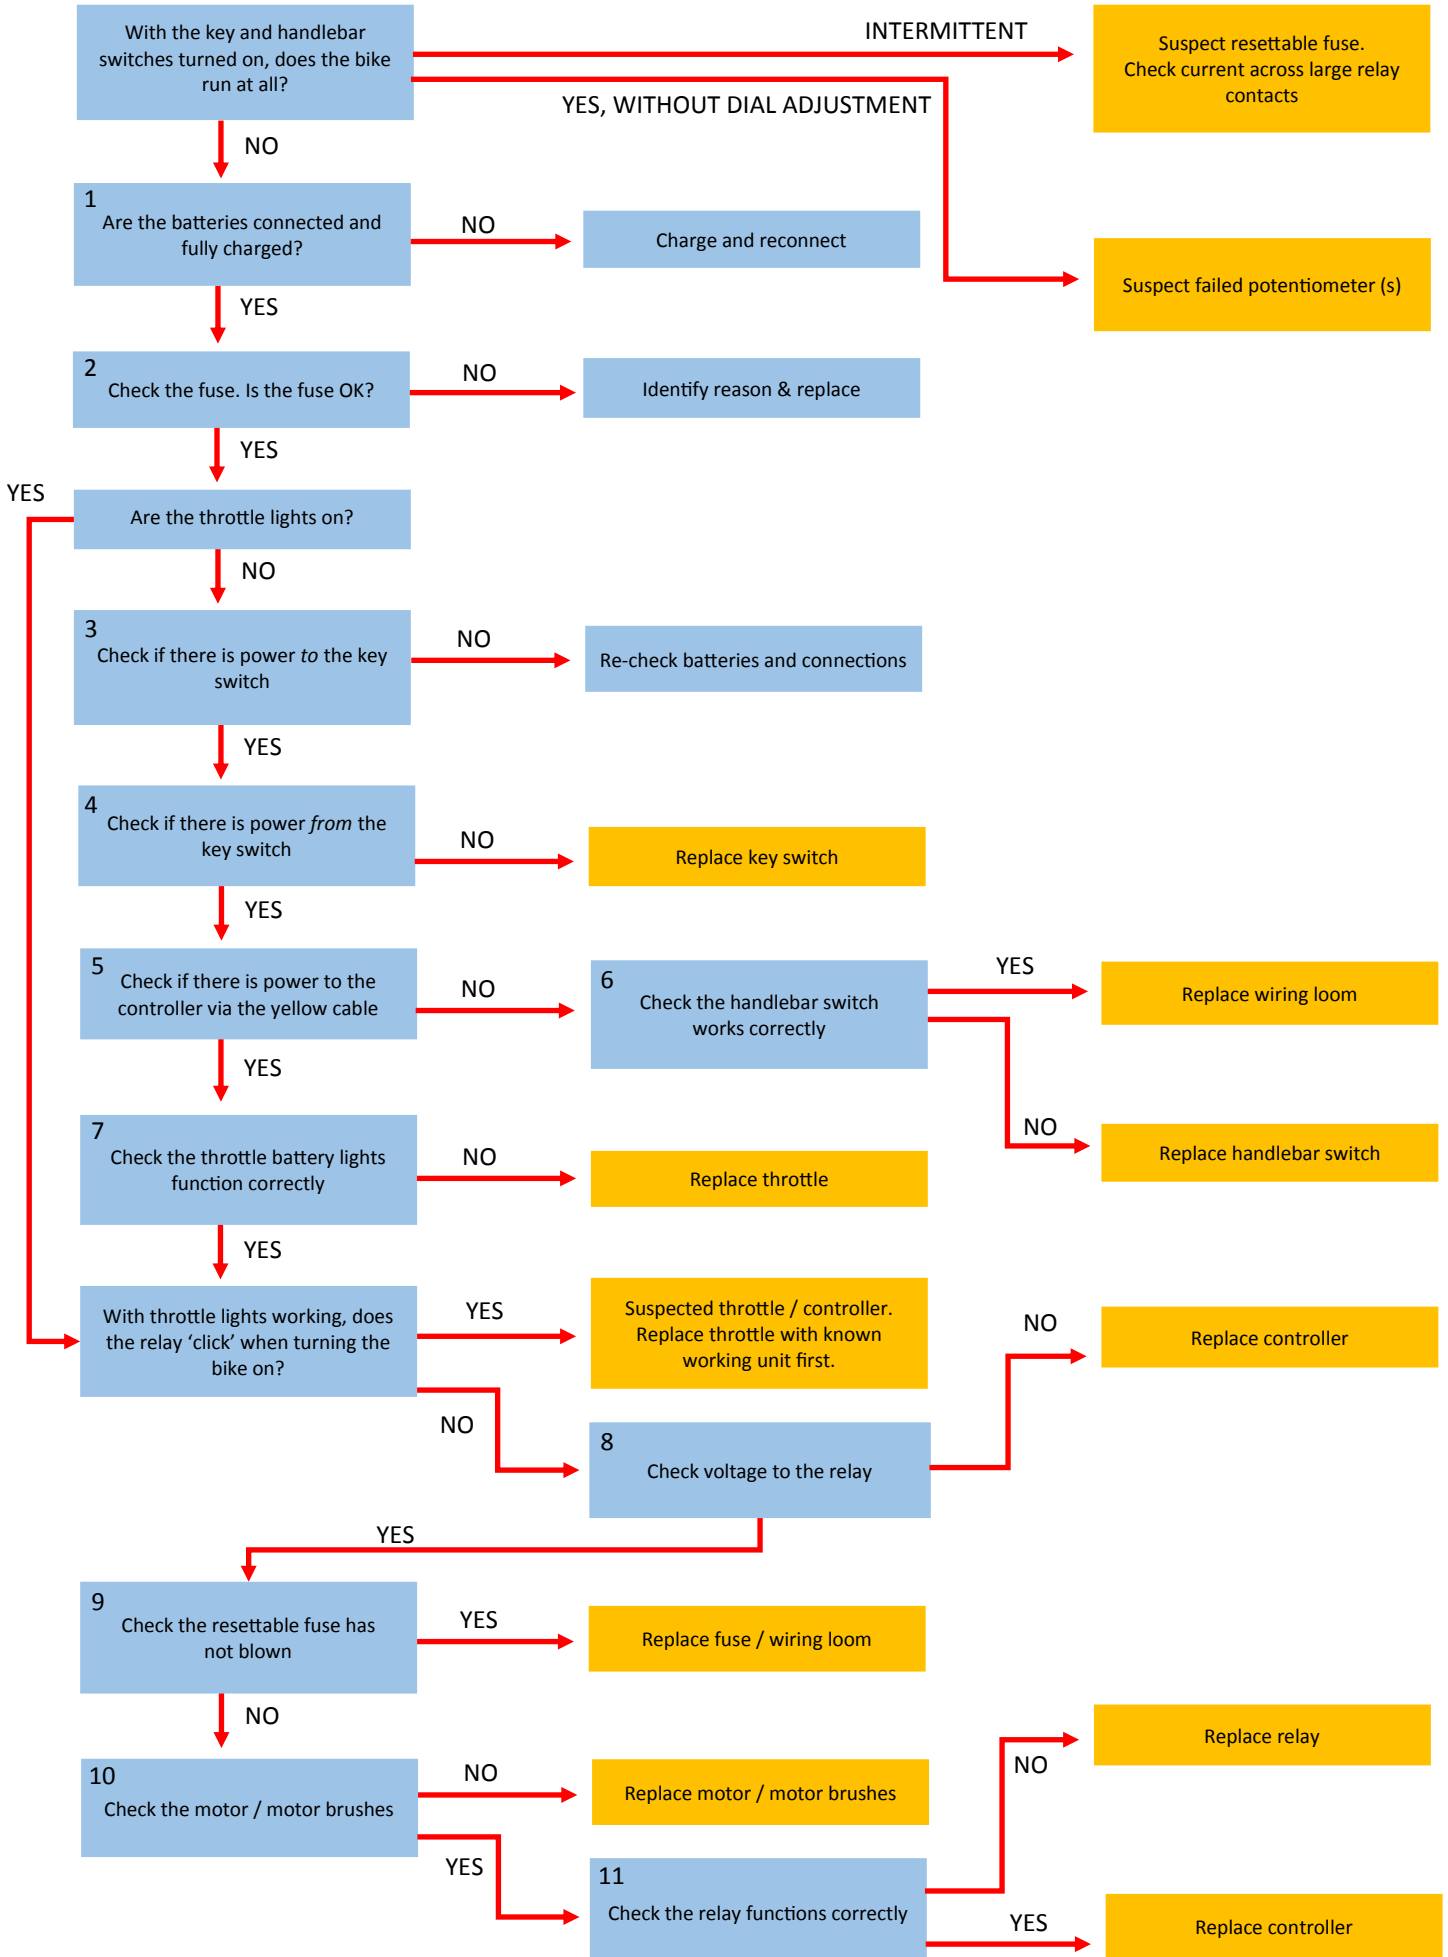 With the key and handlebar
switches turned on, does the bike
run at all?
INTERMITTENT
Suspect resettable fuse.
Check current across large relay
contacts
YES, WITHOUT DIAL ADJUSTMENT
NO
1
Are the batteries connected and
fully charged?
NO
Charge and reconnect
Suspect failed potentiometer (s)
YES
2
Check the fuse. Is the fuse OK?
NO
Identify reason & replace
YES
YES
Are the throttle lights on?
NO
3
Check if there is power to the key
switch
NO
Re-check batteries and connections
YES
4
Check if there is power from the
key switch
NO
Replace key switch
YES
5
Check if there is power to the
controller via the yellow cable
NO
6
Check the handlebar switch
works correctly
YES
Replace wiring loom
NO
Replace handlebar switch
YES
7
Check the throttle battery lights
function correctly
NO
Replace throttle
YES
With throttle lights working, does
the relay ‘click’ when turning the
bike on?
YES
Suspected throttle / controller.
Replace throttle with known
working unit first.
NO
Replace controller
NO
8
Check voltage to the relay
YES
9
Check the resettable fuse has
not blown
YES
Replace fuse / wiring loom
NO
10
Check the motor / motor brushes
NO
Replace motor / motor brushes
Replace relay
NO
YES
11
Check the relay functions correctly
YES
Replace controller